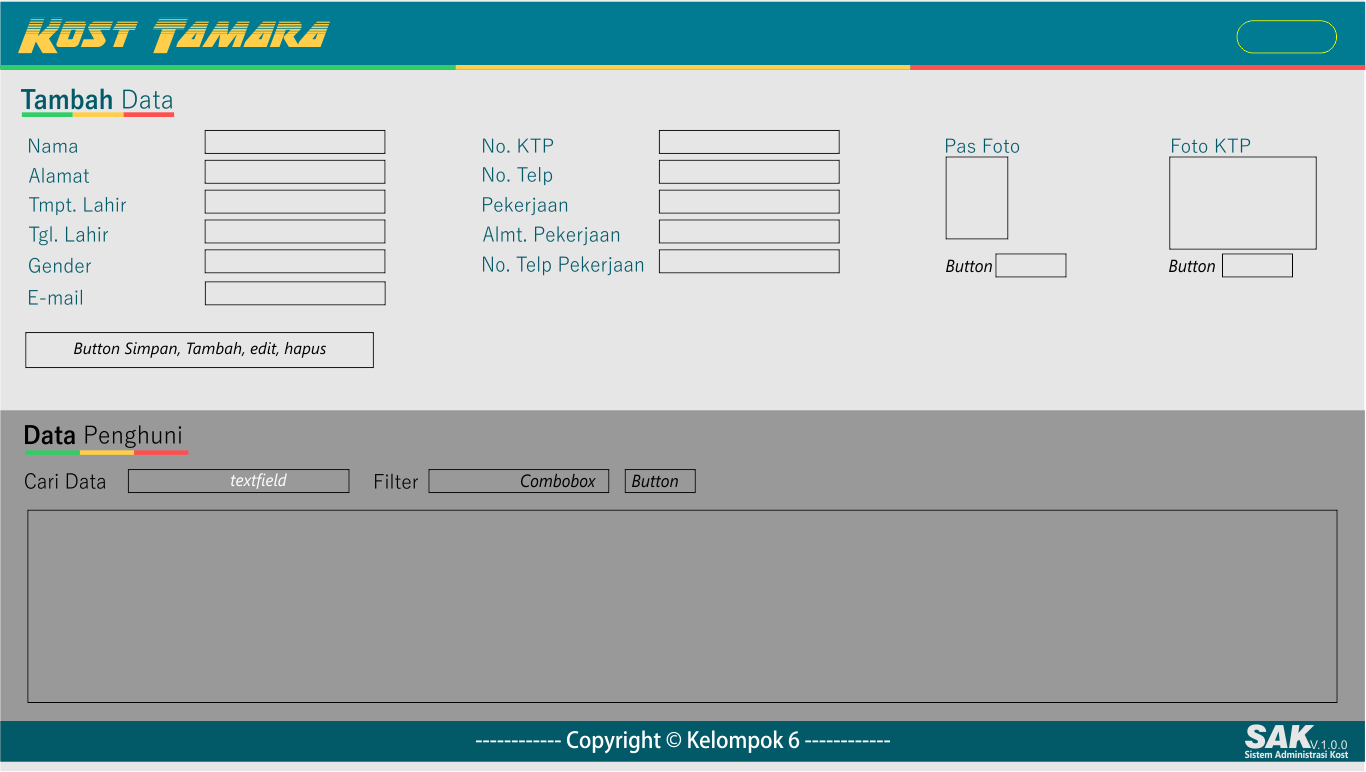 Kost Tamara
Tambah Data
Nama
Alamat
Tmpt. Lahir
Tgl. Lahir
Gender
E-mail
No. KTP
No. Telp
Pekerjaan
Almt. Pekerjaan
No. Telp Pekerjaan
Pas Foto
Button
Foto KTP
Button
Button Simpan, Tambah, edit, hapus
Data Penghuni
Cari Data textfield Filter Combobox Button
------------ Copyright © Kelompok 6 ------------
SAK V.1.0.0
Sistem Administrasi Kost